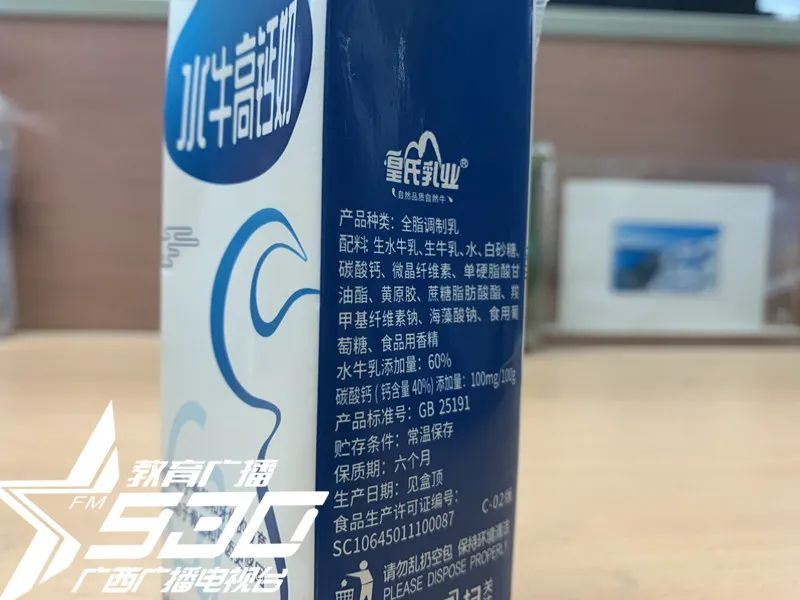 水牛高钙奶
皇氏乳业®
自然品质自然牛
产品种类：全脂调制乳
配料：生水牛乳、生牛乳、水、白砂糖、
碳酸钙、微晶纤维素、单硬脂酸甘
油酯、黄原胶、蔗糖脂肪酸酯、羧
甲基纤维素钠、海藻酸钠、食用葡
萄糖、食品用香精
水牛乳添加量：60%
碳酸钙（钙含量40%）添加量：100mg/100g
产品标准号：GB 25191
贮存条件：常温保存
保质期：六个月
生产日期：见盒顶
食品生产许可证编号：
SC10645011100087
C-02版
请勿乱扔空包 保持环境清洁
PLEASE DISPOSE PROPERLY
教育广播
FM 930
广西广播电视台